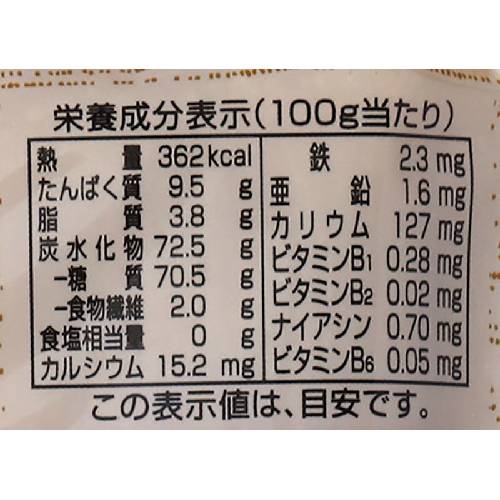 栄養成分表示(100g当たり)
熱量 362kcal
たんぱく質 9.5 g
脂質 3.8 g
炭水化物 72.5 g
−糖質 70.5 g
−食物繊維 2.0 g
食塩相当量 0 g
カルシウム 15.2 mg
鉄 2.3 mg
亜鉛 1.6 mg
カリウム 127 mg
ビタミンB1 0.28 mg
ビタミンB2 0.02 mg
ナイアシン 0.70 mg
ビタミンB6 0.05 mg
この表示値は、目安です。